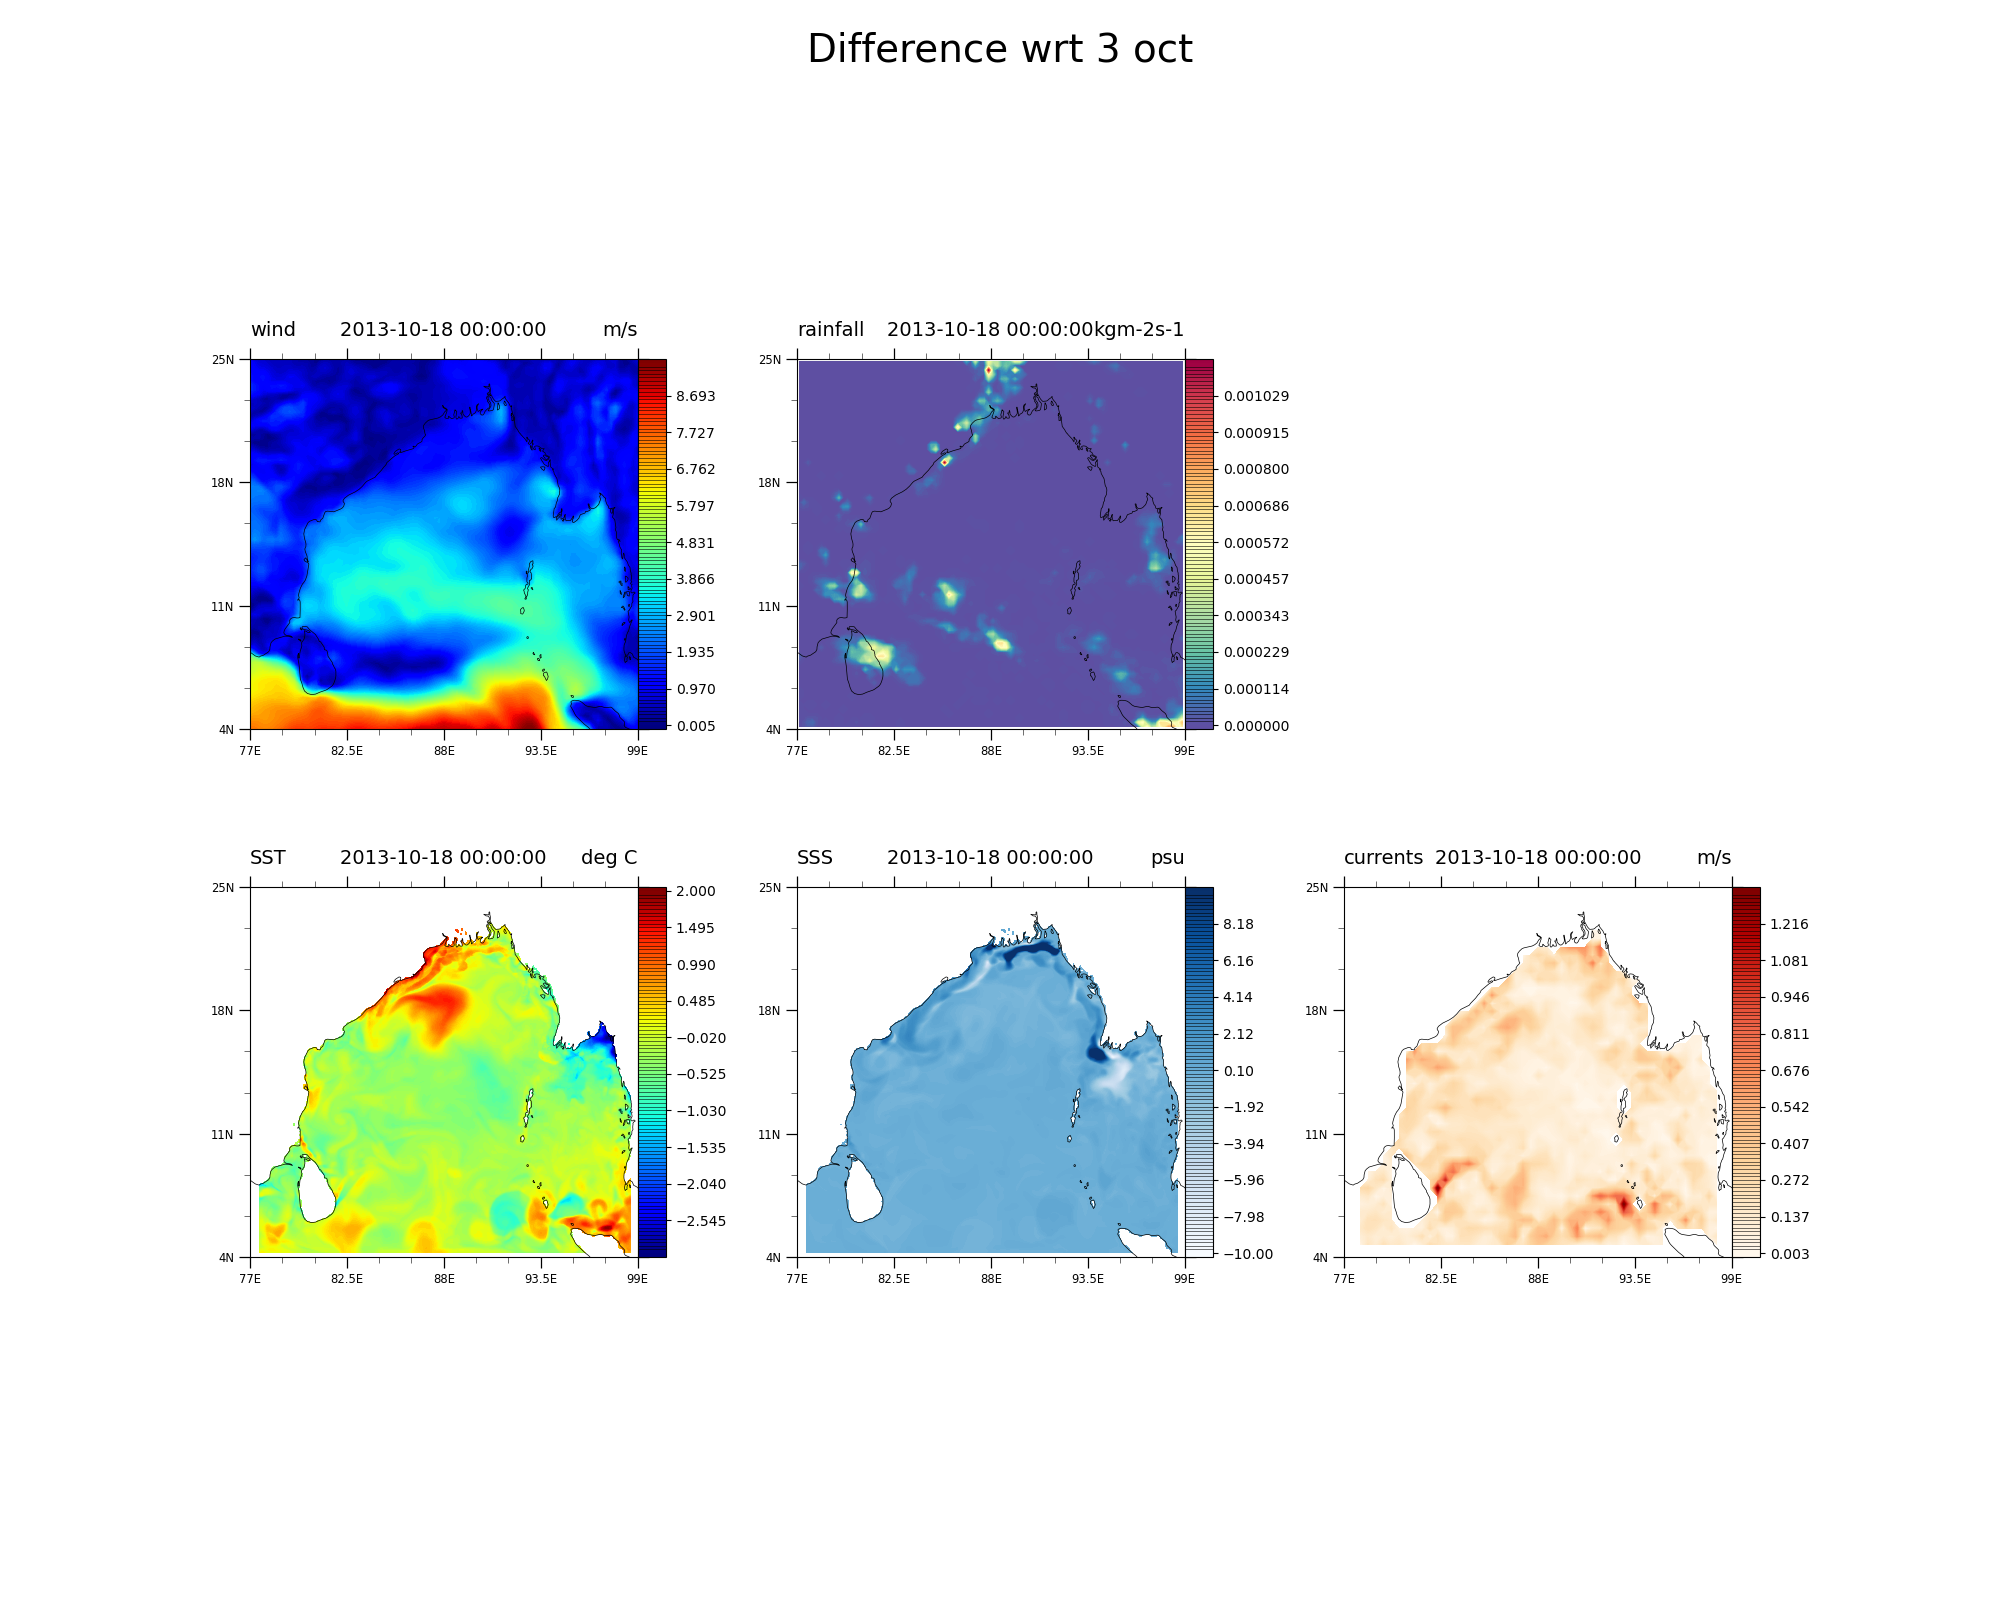 Difference wrt 3 oct
wind 2013-10-18 00:00:00 m/s
25N
18N
11N
4N
77E 82.5E 88E 93.5E 99E
8.693
7.727
6.762
5.797
4.831
3.866
2.901
1.935
0.970
0.005
rainfall 2013-10-18 00:00:00kgm-2s-1
25N
18N
11N
4N
77E 82.5E 88E 93.5E 99E
0.001029
0.000915
0.000800
0.000686
0.000572
0.000457
0.000343
0.000229
0.000114
0.000000
SST 2013-10-18 00:00:00 deg C
25N
18N
11N
4N
77E 82.5E 88E 93.5E 99E
2.000
1.495
0.990
0.485
−0.020
−0.525
−1.030
−1.535
−2.040
−2.545
SSS 2013-10-18 00:00:00 psu
25N
18N
11N
4N
77E 82.5E 88E 93.5E 99E
8.18
6.16
4.14
2.12
0.10
−1.92
−3.94
−5.96
−7.98
−10.00
currents 2013-10-18 00:00:00 m/s
25N
18N
11N
4N
77E 82.5E 88E 93.5E 99E
1.216
1.081
0.946
0.811
0.676
0.542
0.407
0.272
0.137
0.003